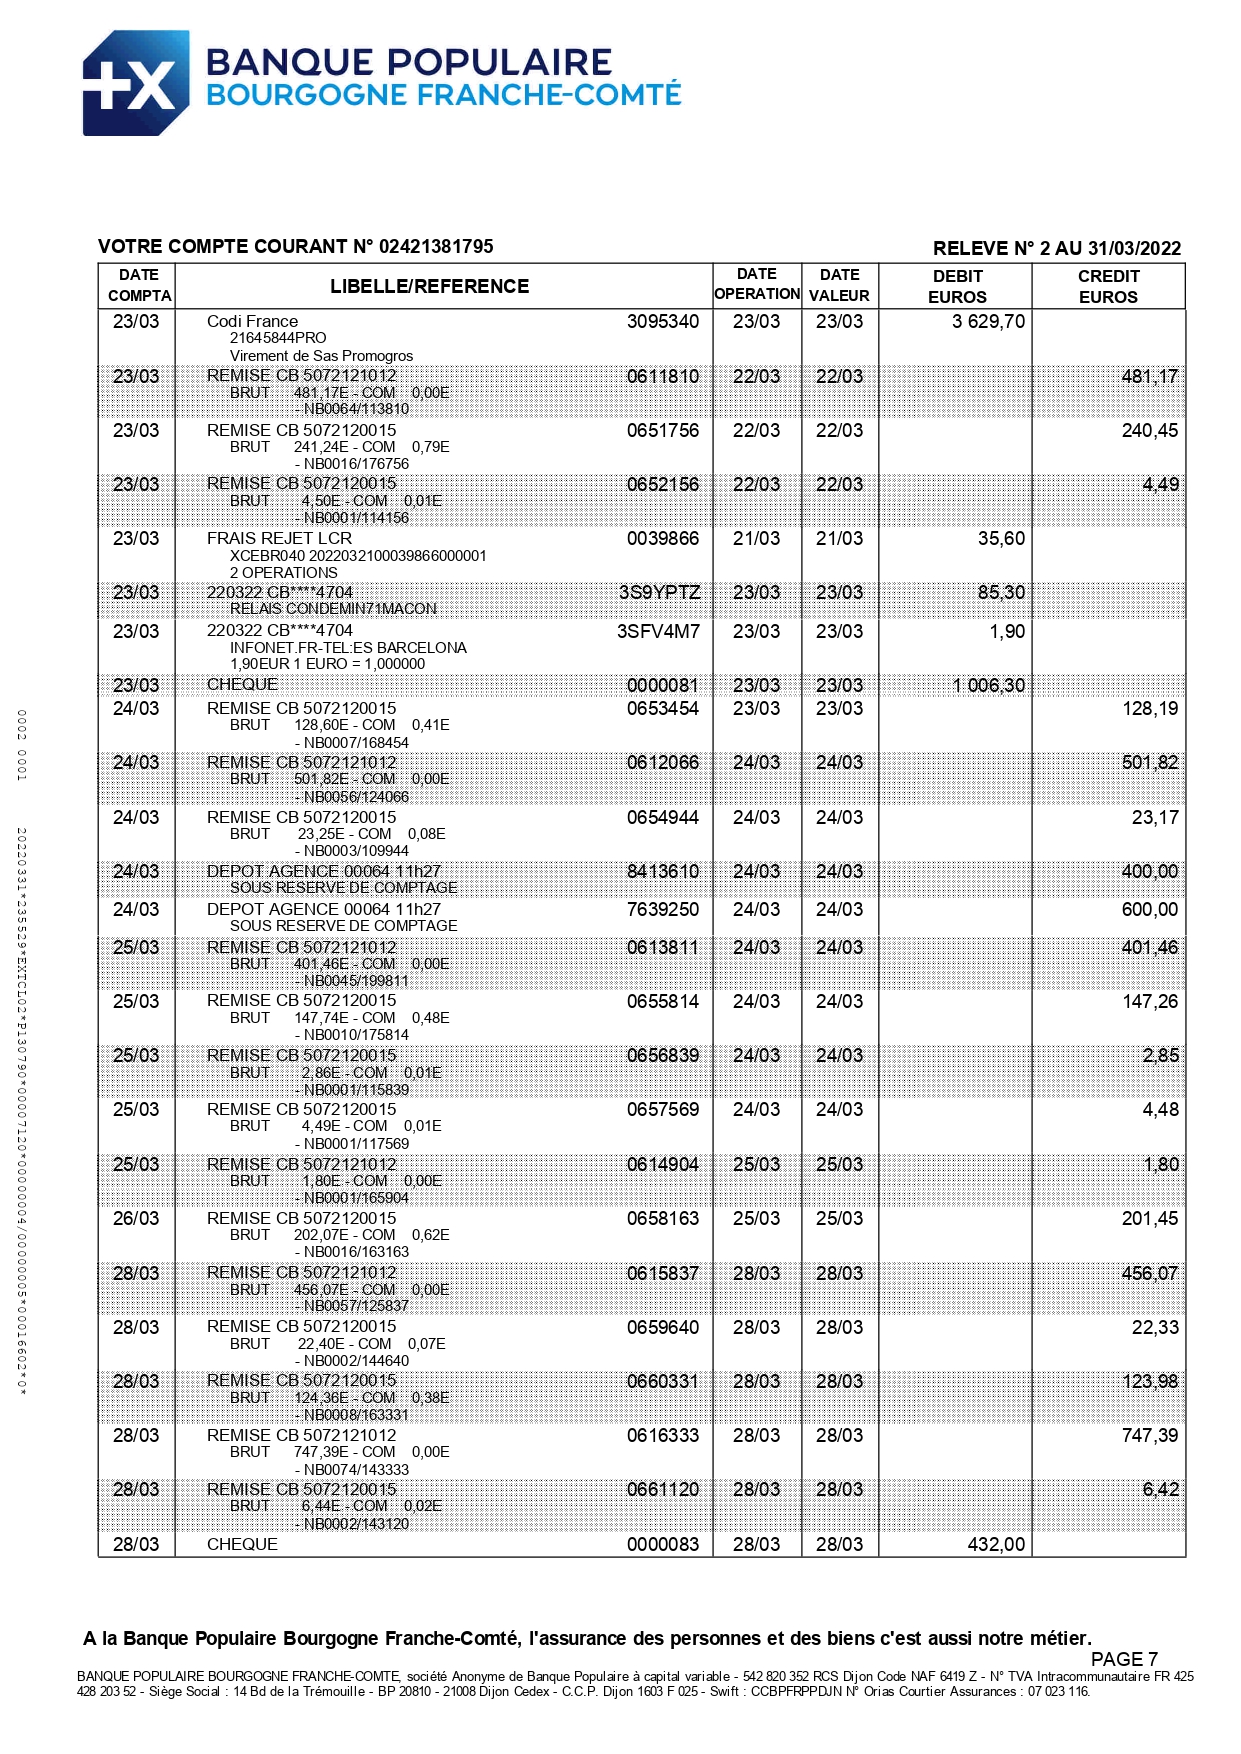 +X BANQUE POPULAIRE
BOURGOGNE FRANCHE-COMTÉ
VOTRE COMPTE COURANT N° 02421381795 RELEVE N° 2 AU 31/03/2022
DATE COMPTA LIBELLE/REFERENCE DATE OPERATION DATE VALEUR DEBIT EUROS CREDIT EUROS
23/03 Codi France 3095340 23/03 23/03 3 629,70
21645844PRO
Virement de Sas Promogros
23/03 REMISE CB 5072121012 0611810 22/03 22/03 481,17
BRUT 481,17E - COM 0,00E
- NB0064/113810
23/03 REMISE CB 5072120015 0651756 22/03 22/03 240,45
BRUT 241,24E - COM 0,79E
- NB0016/176756
23/03 REMISE CB 5072120015 0652156 22/03 22/03 4,49
BRUT 4,50E - COM 0,01E
- NB0001/114156
23/03 FRAIS REJET LCR 0039866 21/03 21/03 35,60
XCEBR040 2022032100039866000001
2 OPERATIONS
23/03 220322 CB****4704 3S9YPTZ 23/03 23/03 85,30
RELAIS CONDEMIN71MACON
23/03 220322 CB****4704 3SFV4M7 23/03 23/03 1,90
INFONET.FR-TEL:ES BARCELONA
1,90EUR 1 EURO = 1,000000
23/03 CHEQUE 0000081 23/03 23/03 1 006,30
24/03 REMISE CB 5072120015 0653454 23/03 23/03 128,19
BRUT 128,60E - COM 0,41E
- NB0007/168454
24/03 REMISE CB 5072121012 0612066 24/03 24/03 501,82
BRUT 501,82E - COM 0,00E
- NB0056/124066
24/03 REMISE CB 5072120015 0654944 24/03 24/03 23,17
BRUT 23,25E - COM 0,08E
- NB0003/109944
24/03 DEPOT AGENCE 00064 11h27 8413610 24/03 24/03 400,00
SOUS RESERVE DE COMPTAGE
24/03 DEPOT AGENCE 00064 11h27 7639250 24/03 24/03 600,00
SOUS RESERVE DE COMPTAGE
25/03 REMISE CB 5072121012 0613811 24/03 24/03 401,46
BRUT 401,46E - COM 0,00E
- NB0045/199811
25/03 REMISE CB 5072120015 0655814 24/03 24/03 147,26
BRUT 147,74E - COM 0,48E
- NB0010/175814
25/03 REMISE CB 5072120015 0656839 24/03 24/03 2,85
BRUT 2,86E - COM 0,01E
- NB0001/115839
25/03 REMISE CB 5072120015 0657569 24/03 24/03 4,48
BRUT 4,49E - COM 0,01E
- NB0001/117569
25/03 REMISE CB 5072121012 0614904 25/03 25/03 1,80
BRUT 1,80E - COM 0,00E
- NB0001/165904
26/03 REMISE CB 5072120015 0658163 25/03 25/03 201,45
BRUT 202,07E - COM 0,62E
- NB0016/163163
28/03 REMISE CB 5072121012 0615837 28/03 28/03 456,07
BRUT 456,07E - COM 0,00E
- NB0057/125837
28/03 REMISE CB 5072120015 0659640 28/03 28/03 22,33
BRUT 22,40E - COM 0,07E
- NB0002/144640
28/03 REMISE CB 5072120015 0660331 28/03 28/03 123,98
BRUT 124,36E - COM 0,38E
- NB0008/163331
28/03 REMISE CB 5072121012 0616333 28/03 28/03 747,39
BRUT 747,39E - COM 0,00E
- NB0074/143333
28/03 REMISE CB 5072120015 0661120 28/03 28/03 6,42
BRUT 6,44E - COM 0,02E
- NB0002/143120
28/03 CHEQUE 0000083 28/03 28/03 432,00
0002 0001 20220331*235529*EXTCL02*P130790*00007120*00000004/00000005*00016602*0*
A la Banque Populaire Bourgogne Franche-Comté, l'assurance des personnes et des biens c'est aussi notre métier.
PAGE 7
BANQUE POPULAIRE BOURGOGNE FRANCHE-COMTE, société Anonyme de Banque Populaire à capital variable - 542 820 352 RCS Dijon Code NAF 6419 Z - N° TVA Intracommunautaire FR 425
428 203 52 - Siège Social : 14 Bd de la Trémouille - BP 20810 - 21008 Dijon Cedex - C.C.P. Dijon 1603 F 025 - Swift : CCBPFRPPDJN N° Orias Courtier Assurances : 07 023 116.